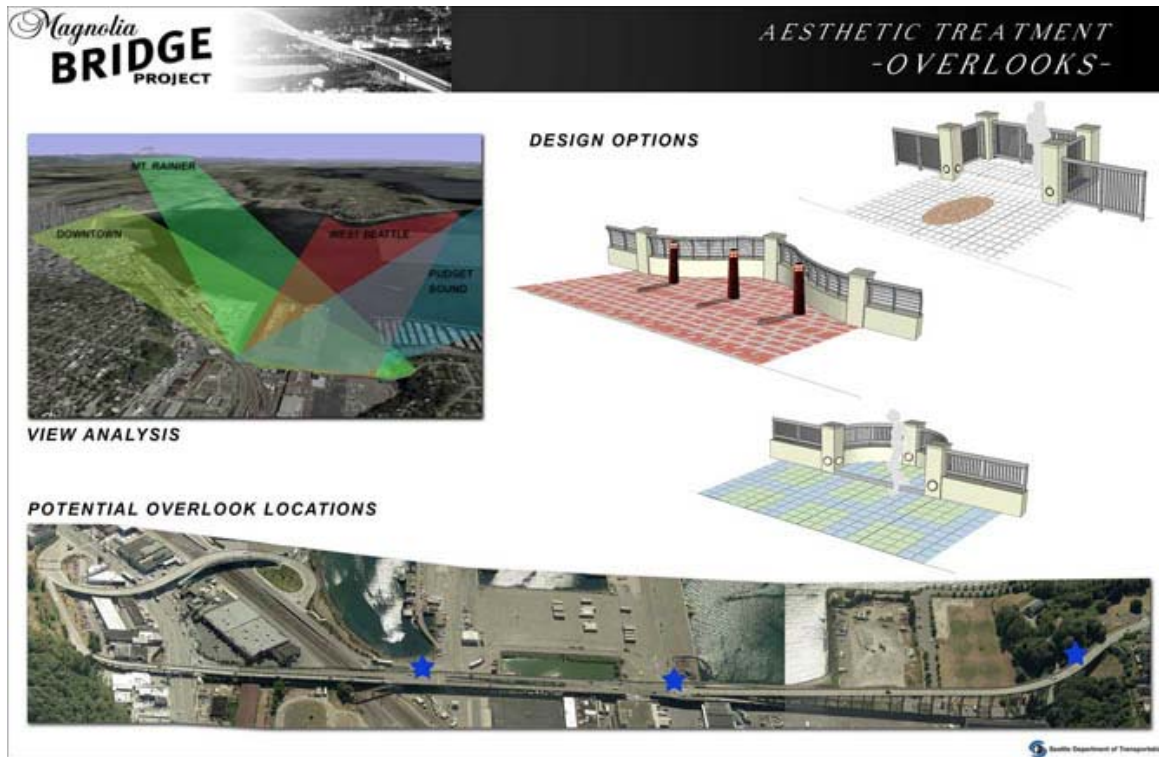 Magnolia
BRIDGE
PROJECT
AESTHETIC TREATMENT
-OVERLOOKS-
DESIGN OPTIONS
MT. RAINIER
DOWNTOWN
WEST SEATTLE
PUDGET
SOUND
VIEW ANALYSIS
POTENTIAL OVERLOOK LOCATIONS
Seattle Department of Transportation